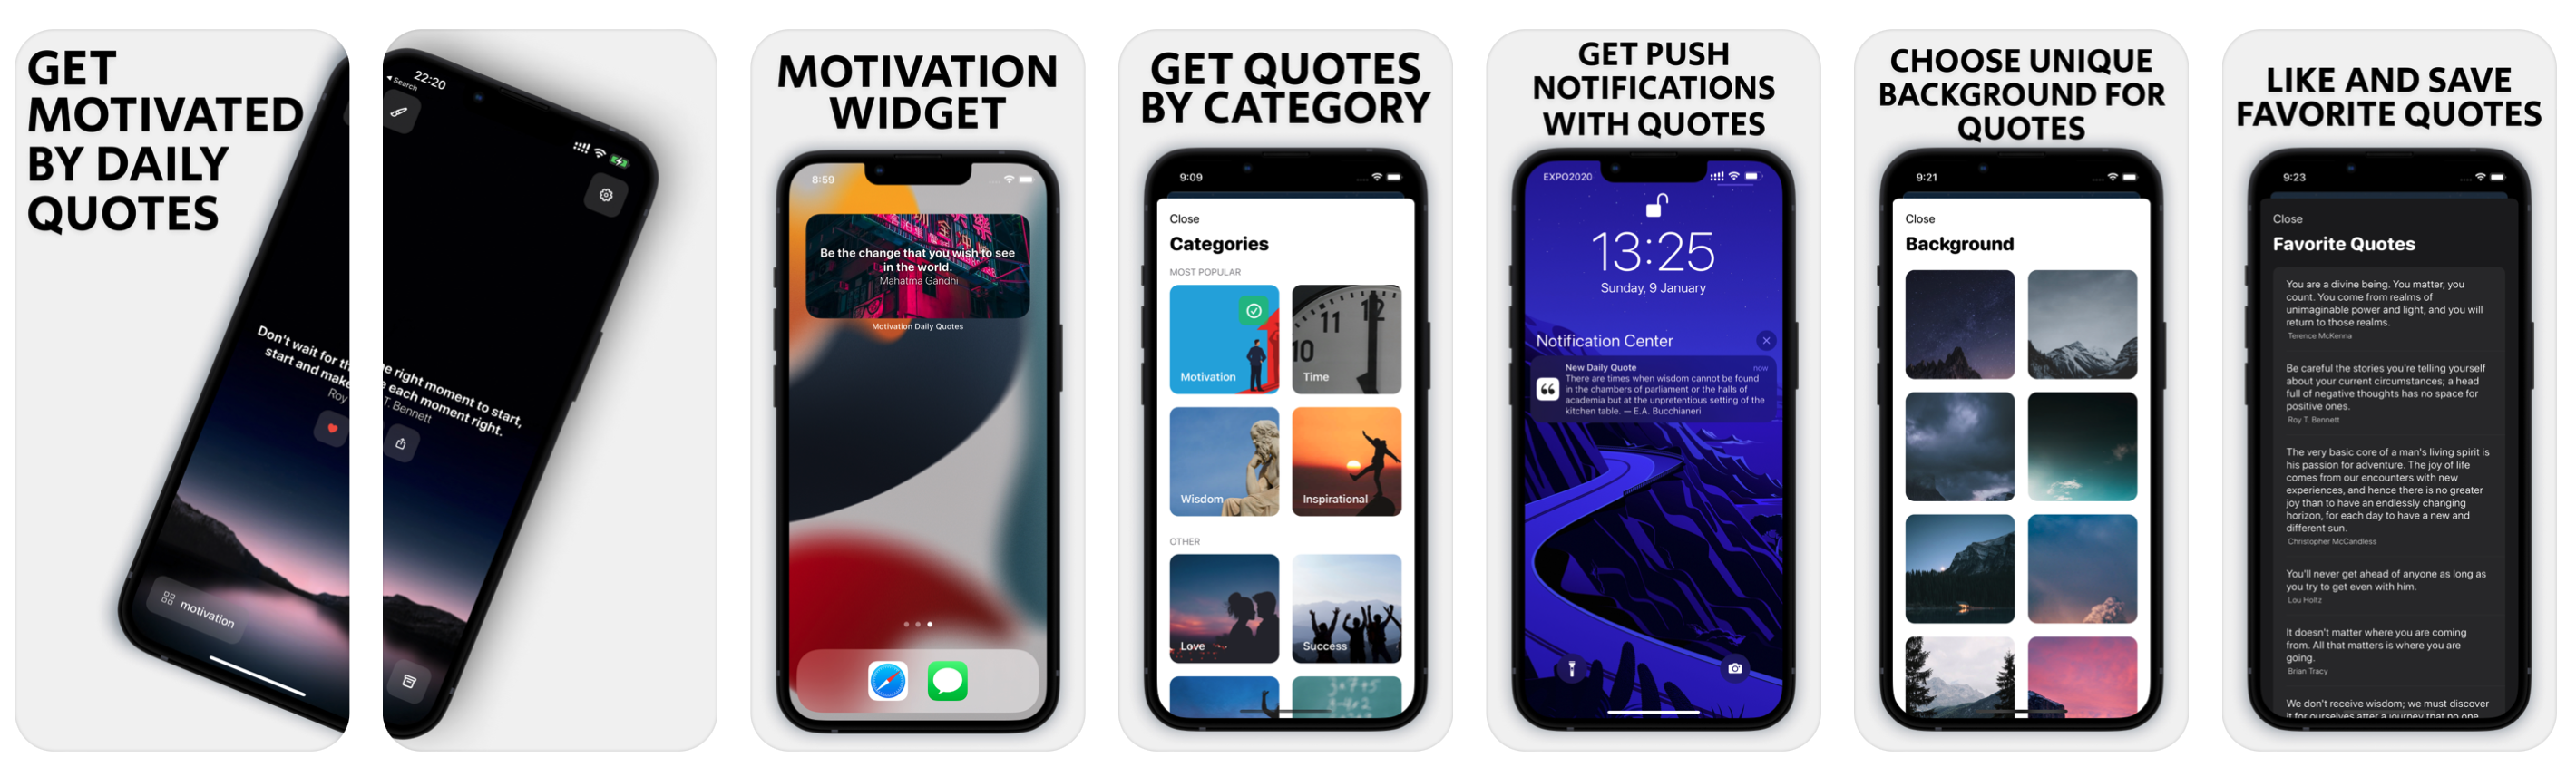 GET
MOTIVATED
BY DAILY
QUOTES
Don't wait for th
start and make
Roy
motivation
22:20
Search
e right moment to start,
e each moment right.
T. Bennett
MOTIVATION
WIDGET
8:59
Be the change that you wish to see
in the world.
Mahatma Gandhi
Motivation Daily Quotes
GET QUOTES
BY CATEGORY
9:09
Close
Categories
MOST POPULAR
Motivation
11
12
10
Time
Wisdom
Inspirational
OTHER
Love
Success
GET PUSH
NOTIFICATIONS
WITH QUOTES
EXPO2020
13:25
Sunday, 9 January
Notification Center
New Daily Quote
now
There are times when wisdom cannot be found
in the chambers of parliament or the halls of
academia but at the unpretentious setting of the
kitchen table. — E.A. Bucchianeri
CHOOSE UNIQUE
BACKGROUND FOR
QUOTES
9:21
Close
Background
LIKE AND SAVE
FAVORITE QUOTES
9:23
Close
Favorite Quotes
You are a divine being. You matter, you
count. You come from realms of
unimaginable power and light, and you will
return to those realms.
Terence McKenna
Be careful the stories you're telling yourself
about your current circumstances; a head
full of negative thoughts has no space for
positive ones.
Roy T. Bennett
The very basic core of a man's living spirit is
his passion for adventure. The joy of life
comes from our encounters with new
experiences, and hence there is no greater
joy than to have an endlessly changing
horizon, for each day to have a new and
different sun.
Christopher McCandless
You'll never get ahead of anyone as long as
you try to get even with him.
Lou Holtz
It doesn't matter where you are coming
from. All that matters is where you are
going.
Brian Tracy
We don't receive wisdom; we must discover
it for ourselves after a journey that no one